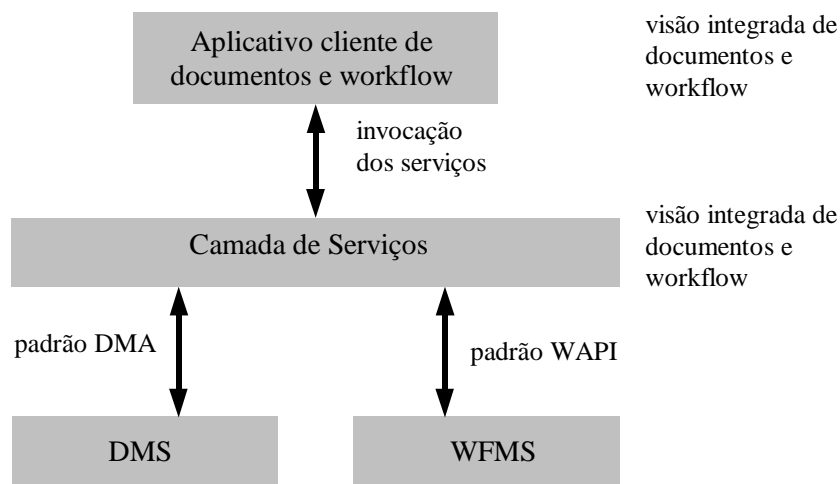 Aplicativo cliente de
documentos e workflow
visão integrada de
documentos e
workflow
invocação
dos serviços
Camada de Serviços
visão integrada de
documentos e
workflow
padrão DMA
padrão WAPI
DMS
WFMS